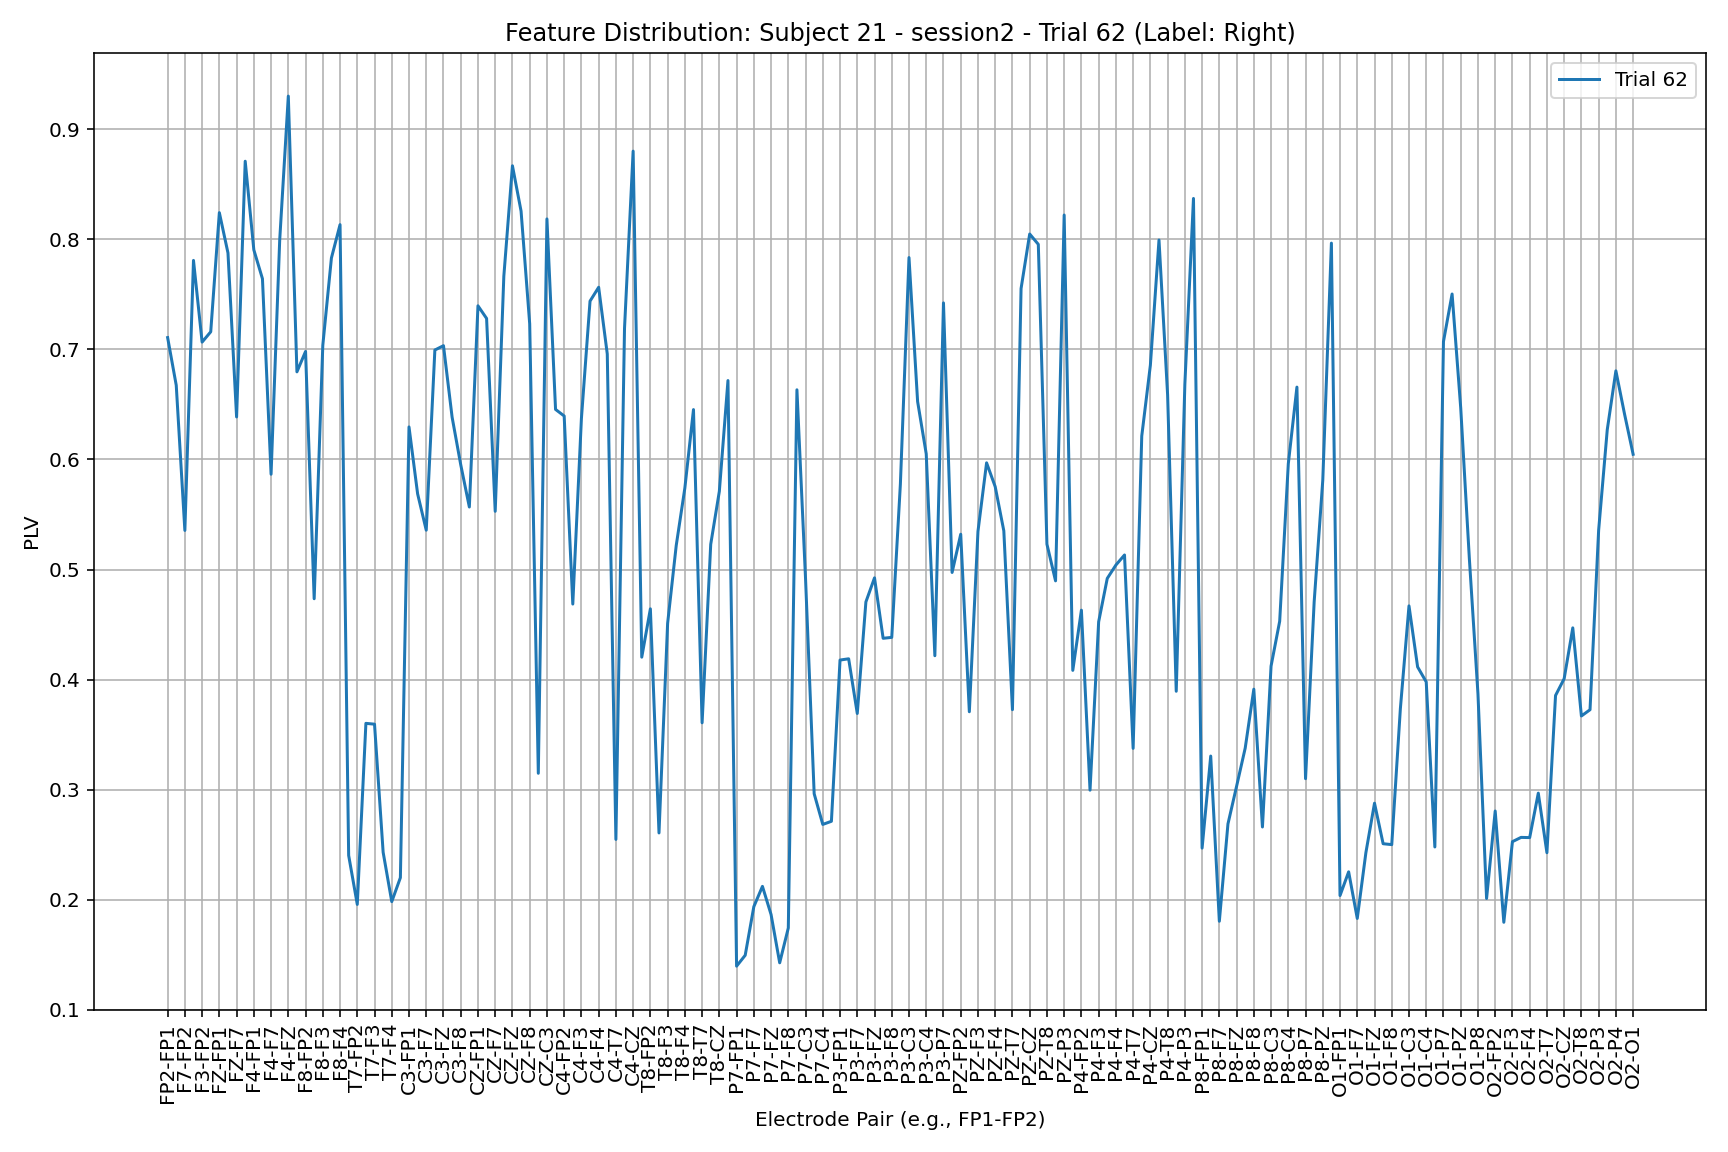 Feature Distribution: Subject 21 - session2 - Trial 62 (Label: Right)
Trial 62
PLV
0.9
0.8
0.7
0.6
0.5
0.4
0.3
0.2
0.1
FP2-FP1
F7-FP2
F3-FP2
FZ-FP1
FZ-F7
F4-FP1
F4-F7
F4-FZ
F8-FP2
F8-F3
F8-F4
T7-FP2
T7-F3
T7-F4
C3-FP1
C3-F7
C3-FZ
C3-F8
CZ-FP1
CZ-F7
CZ-FZ
CZ-F8
CZ-C3
C4-FP2
C4-F3
C4-F4
C4-T7
C4-CZ
T8-FP2
T8-F3
T8-F4
T8-T7
T8-CZ
P7-FP1
P7-F7
P7-FZ
P7-F8
P7-C3
P7-C4
P3-FP1
P3-F7
P3-FZ
P3-F8
P3-C3
P3-C4
P3-P7
PZ-FP2
PZ-F3
PZ-F4
PZ-T7
PZ-CZ
PZ-T8
PZ-P3
P4-FP2
P4-F3
P4-F4
P4-T7
P4-CZ
P4-T8
P4-P3
P8-FP1
P8-F7
P8-FZ
P8-F8
P8-C3
P8-C4
P8-P7
P8-PZ
O1-FP1
O1-F7
O1-FZ
O1-F8
O1-C3
O1-C4
O1-P7
O1-PZ
O1-P8
O2-FP2
O2-F3
O2-F4
O2-T7
O2-CZ
O2-T8
O2-P3
O2-P4
O2-O1
Electrode Pair (e.g., FP1-FP2)